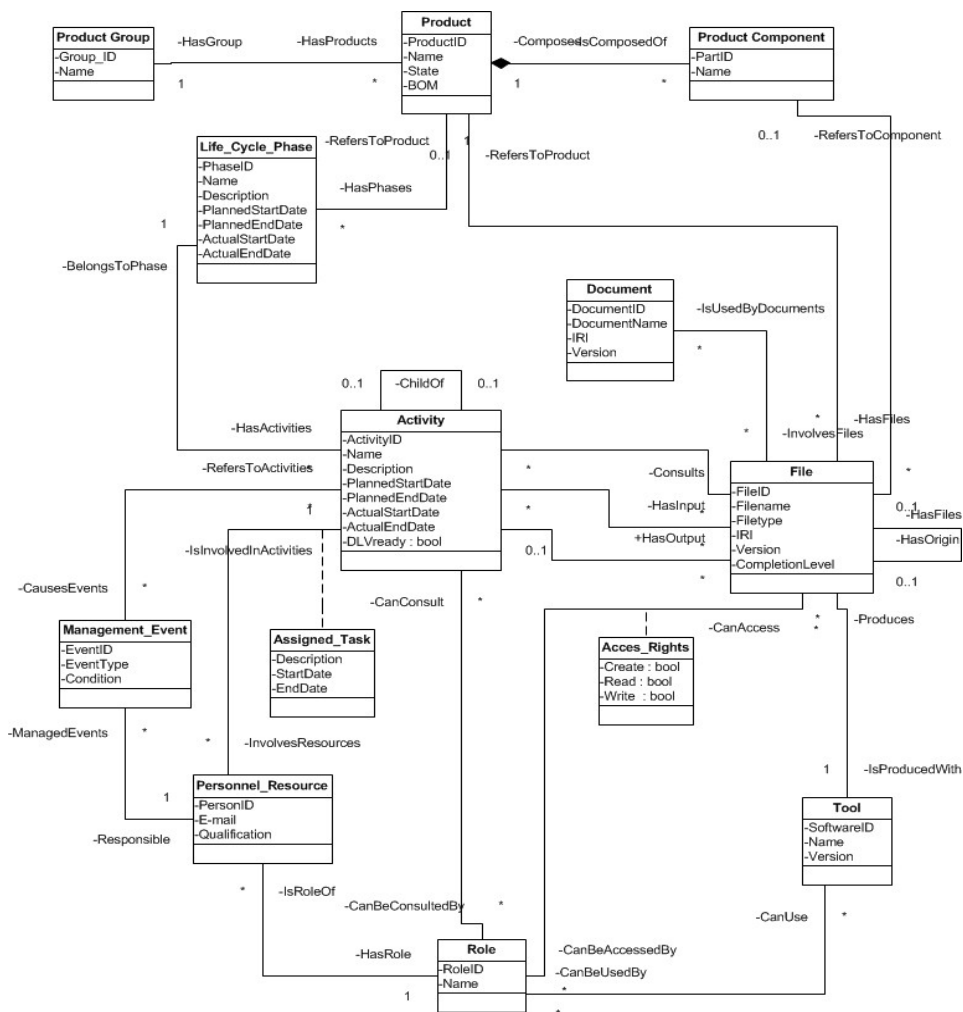 Product
-ProductID
-Name
-State
-BOM
Product Group
-Group_ID
-Name
-HasGroup
-HasProducts
1
*
-Composed
-IsComposedOf
1
*
Product Component
-PartID
-Name
0..1
-RefersToComponent
-RefersToProduct
0..1
1
-RefersToProduct
-HasPhases
*
Life_Cycle_Phase
-PhaseID
-Name
-Description
-PlannedStartDate
-PlannedEndDate
-ActualStartDate
-ActualEndDate
1
-BelongsToPhase
Document
-DocumentID
-DocumentName
-IRI
-Version
-IsUsedByDocuments
*
0..1
-ChildOf
0..1
*
-InvolvesFiles
*
-HasFiles
*
Activity
-ActivityID
-Name
-Description
-PlannedStartDate
-PlannedEndDate
-ActualStartDate
-ActualEndDate
-DLVready : bool
-HasActivities
*
-RefersToActivities
*
1
-IsInvolvedInActivities
*
-Consults
*
-HasInput
*
*
+HasOutput
*
0..1
*
File
-FileID
-Filename
-Filetype
-IRI
-Version
-CompletionLevel
0..1
-HasFiles
-HasOrigin
0..1
-CausesEvents
*
-CanConsult
*
Management_Event
-EventID
-EventType
-Condition
Assigned_Task
-Description
-StartDate
-EndDate
Acces_Rights
-Create : bool
-Read : bool
-Write : bool
-CanAccess
*
*
-Produces
-ManagedEvents
*
*
-InvolvesResources
1
-IsProducedWith
Personnel_Resource
-PersonID
-E-mail
-Qualification
1
-Responsible
Tool
-SoftwareID
-Name
-Version
*
-IsRoleOf
-CanBeConsultedBy
*
-CanUse
*
-HasRole
1
Role
-RoleID
-Name
-CanBeAccessedBy
-CanBeUsedBy
*
*